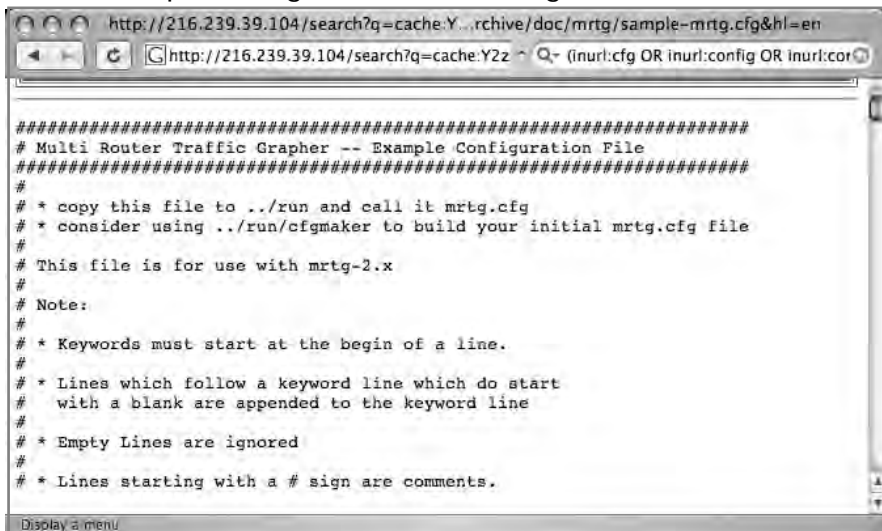 http://216.239.39.104/search?q=cache:Y...rchive/doc/mrtg/sample-mrtg.cfg&hl=en
http://216.239.39.104/search?q=cache:Y2z (inurl:cfg OR inurl:config OR inurl:cor
######################################################################
# Multi Router Traffic Grapher -- Example Configuration File
######################################################################
#
# * copy this file to ../run and call it mrtg.cfg
# * consider using ../run/cfgmaker to build your initial mrtg.cfg file
#
# This file is for use with mrtg-2.x
#
# Note:
#
# * Keywords must start at the begin of a line.
#
# * Lines which follow a keyword line which do start
#   with a blank are appended to the keyword line
#
# * Empty Lines are ignored
#
# * Lines starting with a # sign are comments.
Display a menu